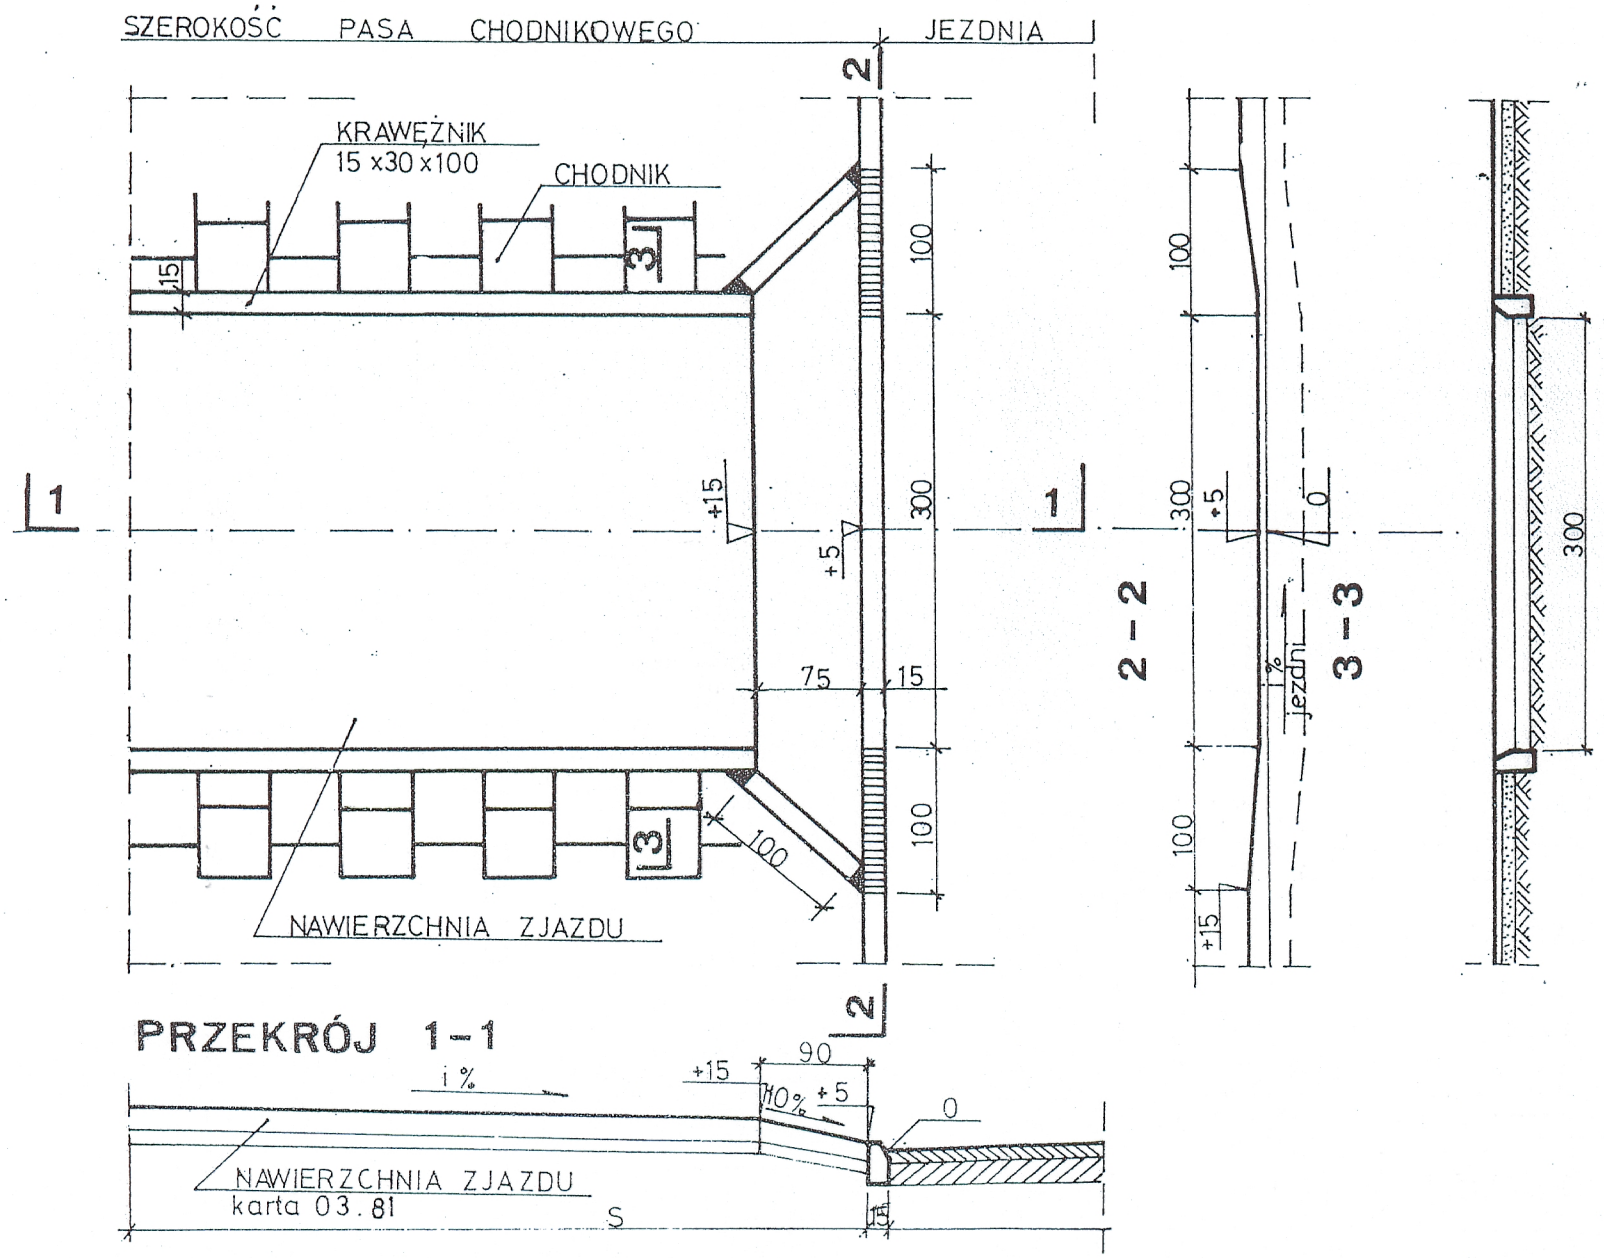 SZEROKOŚĆ PASA CHODNIKOWEGO
JEZDNIA
2
KRAWĘŻNIK
15 x 30 x 100
CHODNIK
15
3
100
100
1
+15
+5
300
1
300
+5
0
300
2-2
3-3
i %
jezdni
75
15
3
100
100
100
+15
NAWIERZCHNIA ZJAZDU
2
PRZEKRÓJ 1-1
90
i %
+15
10%
+5
0
NAWIERZCHNIA ZJAZDU
karta 03.81
S
15